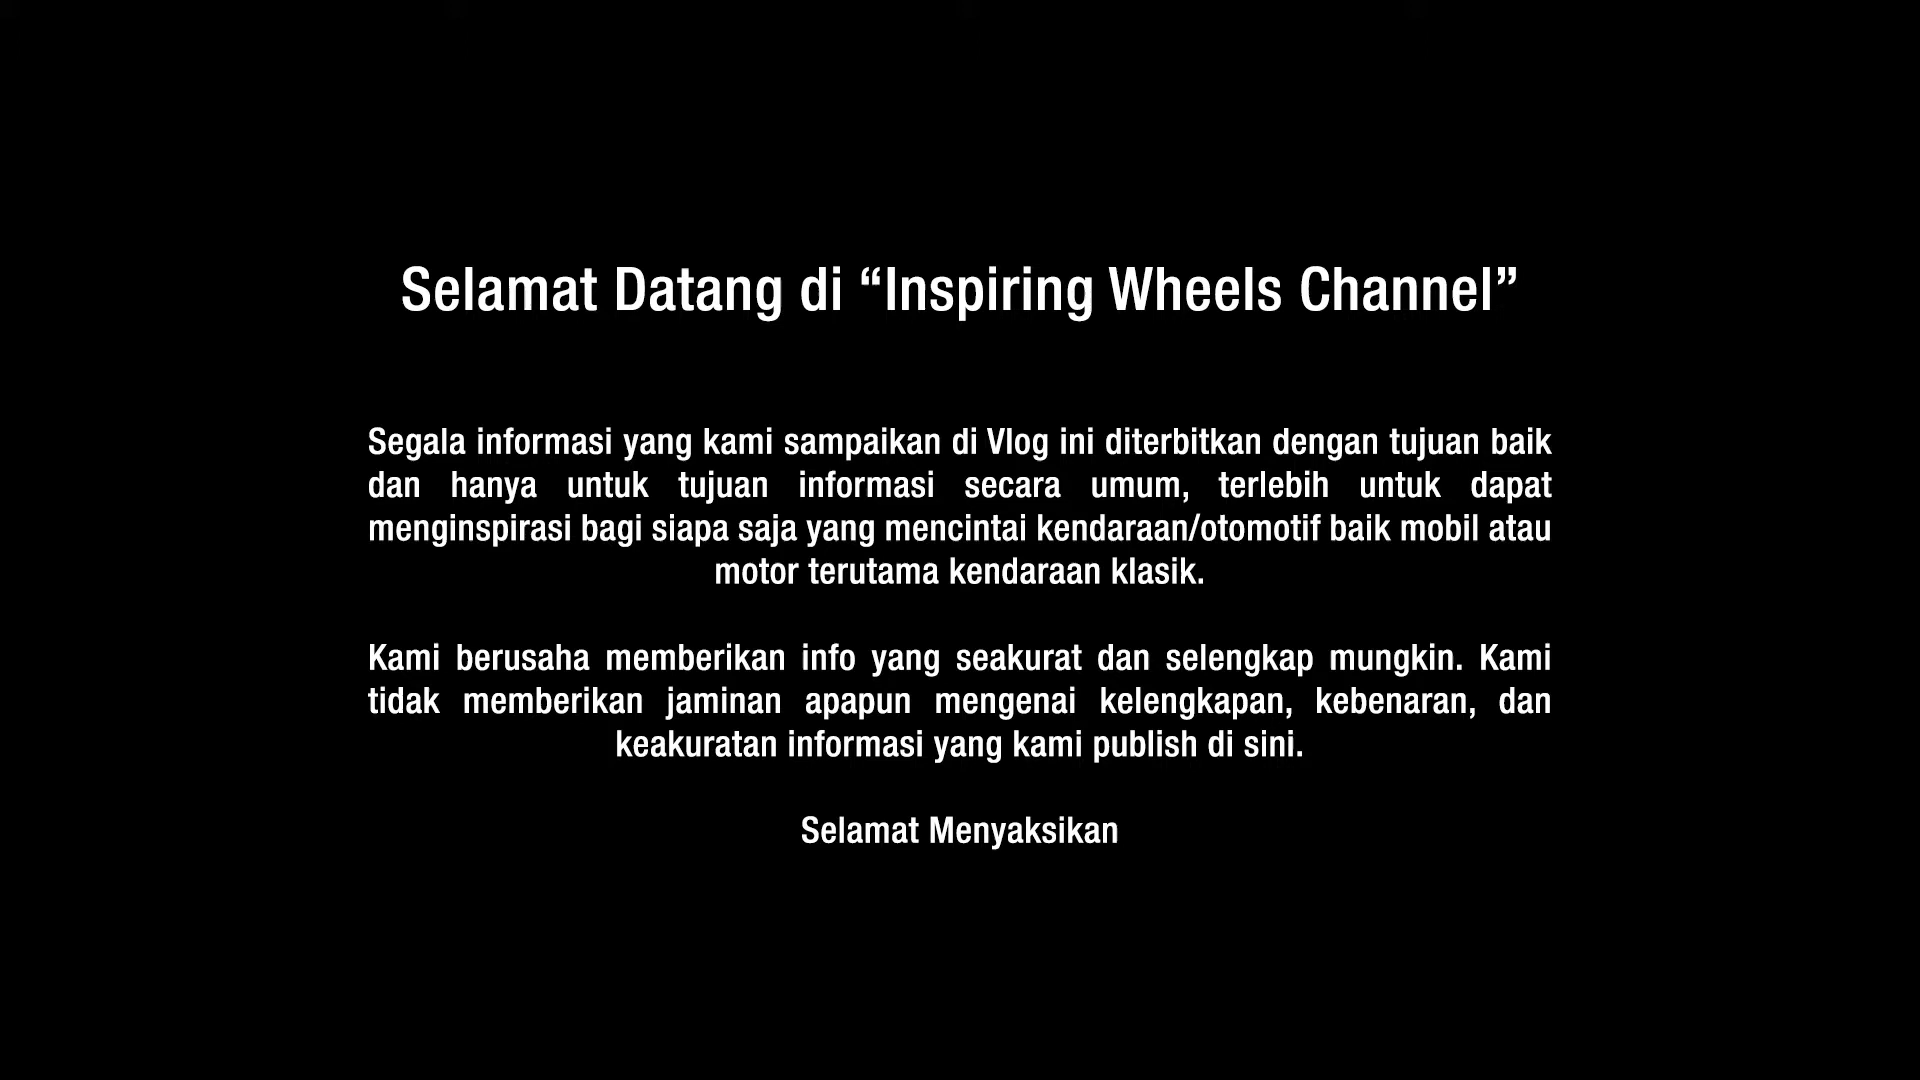 Selamat Datang di “Inspiring Wheels Channel”
Segala informasi yang kami sampaikan di Vlog ini diterbitkan dengan tujuan baik
dan hanya untuk tujuan informasi secara umum, terlebih untuk dapat
menginspirasi bagi siapa saja yang mencintai kendaraan/otomotif baik mobil atau
motor terutama kendaraan klasik.
Kami berusaha memberikan info yang seakurat dan selengkap mungkin. Kami
tidak memberikan jaminan apapun mengenai kelengkapan, kebenaran, dan
keakuratan informasi yang kami publish di sini.
Selamat Menyaksikan